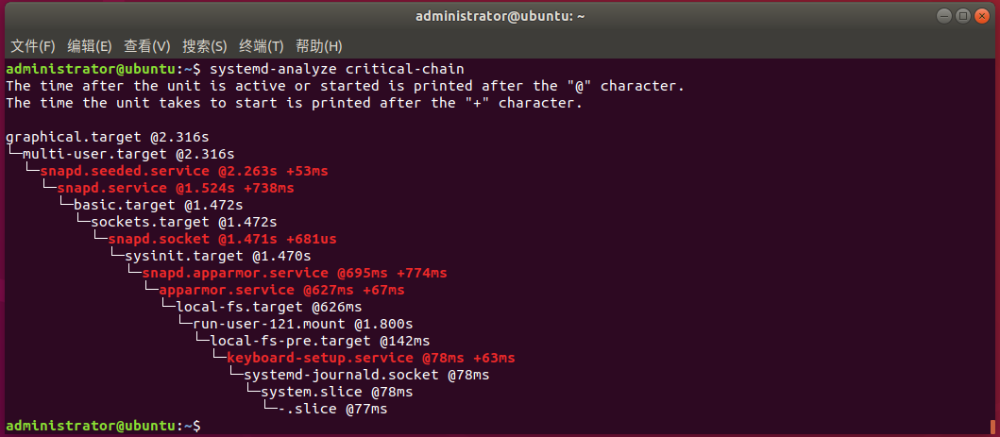 administrator@ubuntu: ~
文件(F) 编辑(E) 查看(V) 搜索(S) 终端(T) 帮助(H)
administrator@ubuntu:~$ systemd-analyze critical-chain
The time after the unit is active or started is printed after the "@" character.
The time the unit takes to start is printed after the "+" character.

graphical.target @2.316s
└─multi-user.target @2.316s
  └─snapd.seeded.service @2.263s +53ms
    └─snapd.service @1.524s +738ms
      └─basic.target @1.472s
        └─sockets.target @1.472s
          └─snapd.socket @1.471s +681us
            └─sysinit.target @1.470s
              └─snapd.apparmor.service @695ms +774ms
                └─apparmor.service @627ms +67ms
                  └─local-fs.target @626ms
                    └─run-user-121.mount @1.800s
                      └─local-fs-pre.target @142ms
                        └─keyboard-setup.service @78ms +63ms
                          └─systemd-journald.socket @78ms
                            └─system.slice @78ms
                              └─-.slice @77ms
administrator@ubuntu:~$